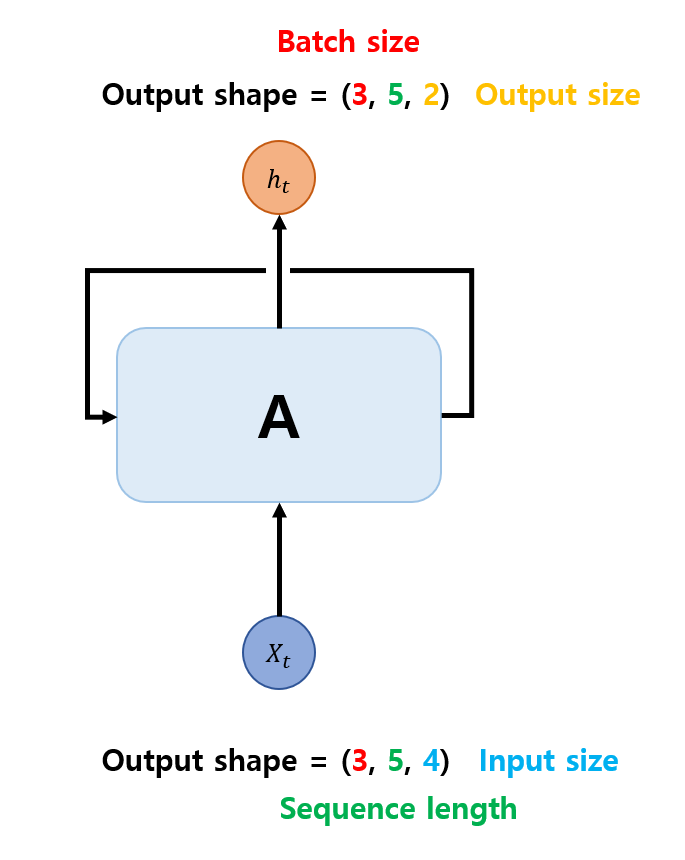 Batch size
Output shape = (3, 5, 2) Output size
h_t
A
X_t
Output shape = (3, 5, 4) Input size
Sequence length